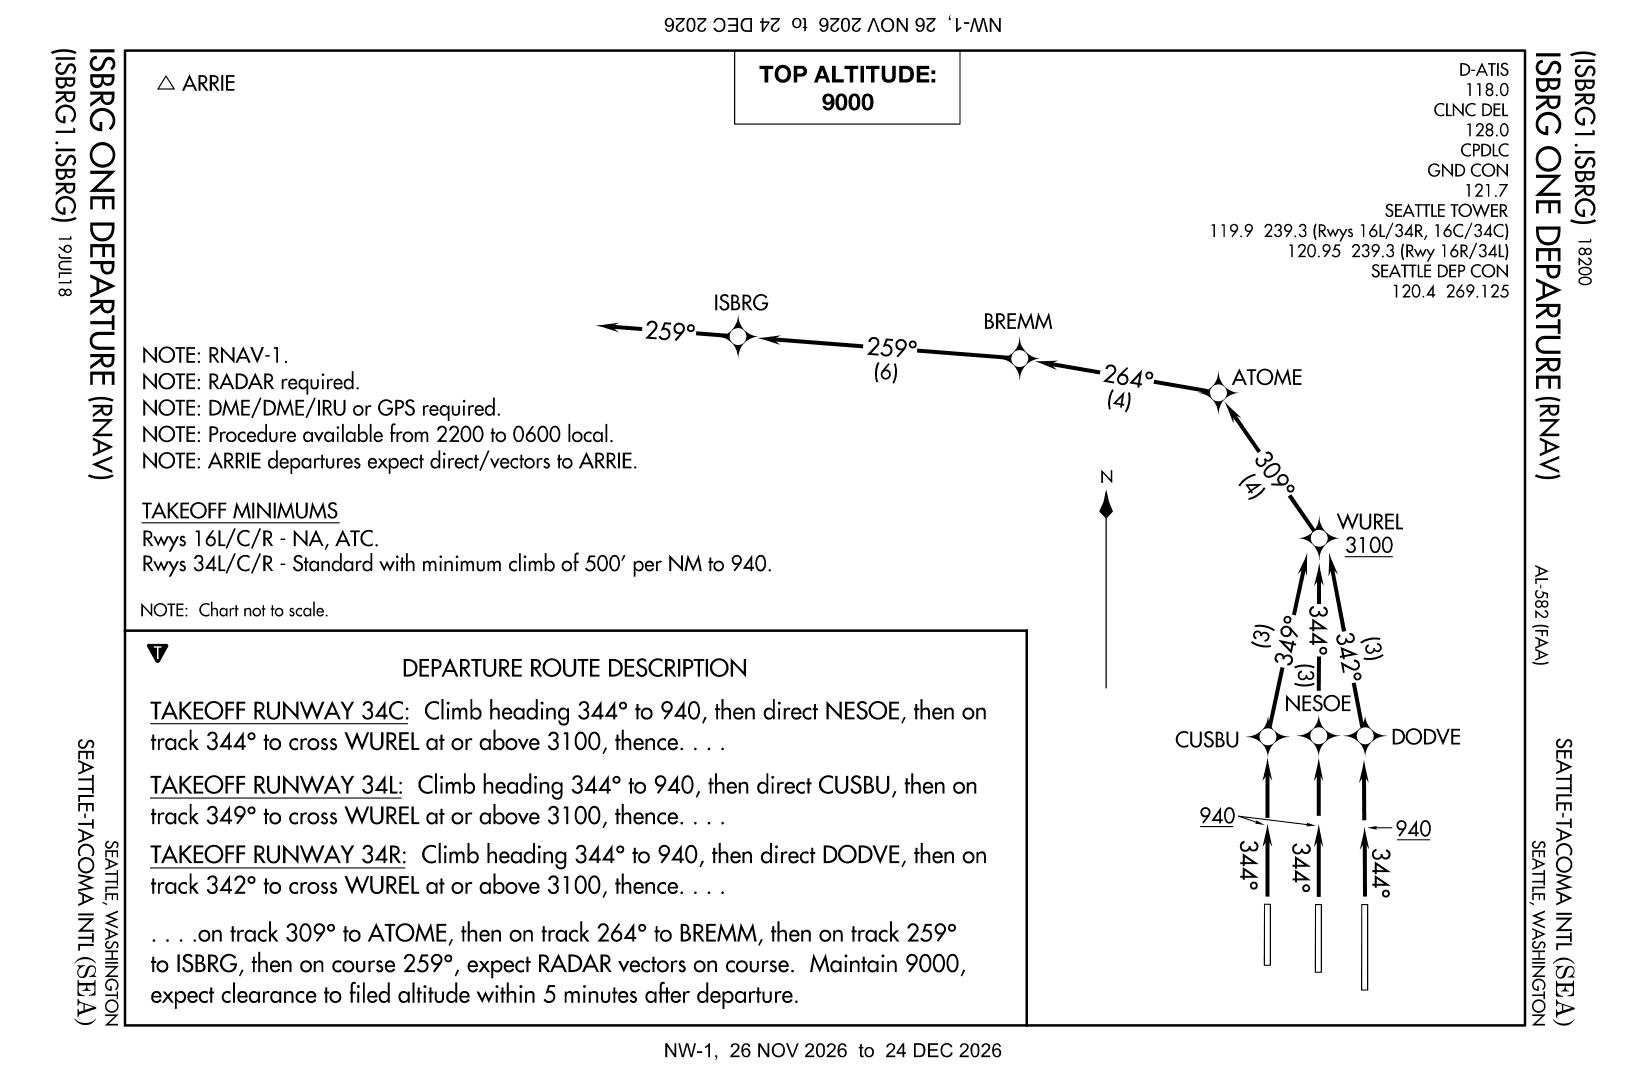 NW-1, 26 NOV 2026 to 24 DEC 2026
ISBRG ONE DEPARTURE (RNAV)
(ISBRG1.ISBRG) 19JUL18
SEATTLE-TACOMA INTL (SEA)
SEATTLE, WASHINGTON
ARRIE
TOP ALTITUDE:
9000
D-ATIS
118.0
CLNC DEL
128.0
CPDLC
GND CON
121.7
SEATTLE TOWER
119.9 239.3 (Rwys 16L/34R, 16C/34C)
120.95 239.3 (Rwy 16R/34L)
SEATTLE DEP CON
120.4 269.125
(ISBRG1.ISBRG) 18200
ISBRG ONE DEPARTURE (RNAV)
AL-582 (FAA)
SEATTLE-TACOMA INTL (SEA)
SEATTLE, WASHINGTON
ISBRG
259°
259°
(6)
BREMM
264°
(4)
ATOME
309°
(4)
N
WUREL
3100
(3)
349°
344°
(3)
342°
(3)
NESOE
CUSBU
DODVE
940
940
344°
344°
344°
NOTE: RNAV-1.
NOTE: RADAR required.
NOTE: DME/DME/IRU or GPS required.
NOTE: Procedure available from 2200 to 0600 local.
NOTE: ARRIE departures expect direct/vectors to ARRIE.
TAKEOFF MINIMUMS
Rwys 16L/C/R - NA, ATC.
Rwys 34L/C/R - Standard with minimum climb of 500′ per NM to 940.
NOTE: Chart not to scale.
T
DEPARTURE ROUTE DESCRIPTION
TAKEOFF RUNWAY 34C: Climb heading 344° to 940, then direct NESOE, then on
track 344° to cross WUREL at or above 3100, thence. . . .
TAKEOFF RUNWAY 34L: Climb heading 344° to 940, then direct CUSBU, then on
track 349° to cross WUREL at or above 3100, thence. . . .
TAKEOFF RUNWAY 34R: Climb heading 344° to 940, then direct DODVE, then on
track 342° to cross WUREL at or above 3100, thence. . . .
. . . .on track 309° to ATOME, then on track 264° to BREMM, then on track 259°
to ISBRG, then on course 259°, expect RADAR vectors on course. Maintain 9000,
expect clearance to filed altitude within 5 minutes after departure.
NW-1, 26 NOV 2026 to 24 DEC 2026